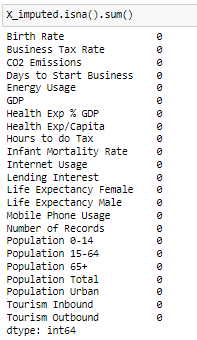 X_imputed.isna().sum()
Birth Rate 0
Business Tax Rate 0
CO2 Emissions 0
Days to Start Business 0
Energy Usage 0
GDP 0
Health Exp % GDP 0
Health Exp/Capita 0
Hours to do Tax 0
Infant Mortality Rate 0
Internet Usage 0
Lending Interest 0
Life Expectancy Female 0
Life Expectancy Male 0
Mobile Phone Usage 0
Number of Records 0
Population 0-14 0
Population 15-64 0
Population 65+ 0
Population Total 0
Population Urban 0
Tourism Inbound 0
Tourism Outbound 0
dtype: int64